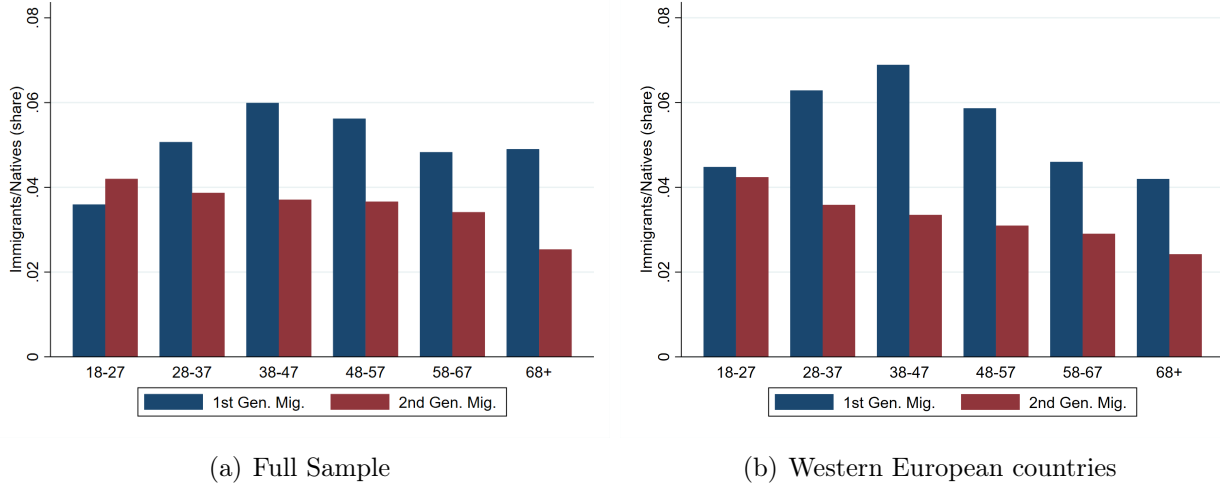 .08
.06
.04
.02
0
Immigrants/Natives (share)
18-27 28-37 38-47 48-57 58-67 68+
1st Gen. Mig. 2nd Gen. Mig.
(a) Full Sample
.08
.06
.04
.02
0
Immigrants/Natives (share)
18-27 28-37 38-47 48-57 58-67 68+
1st Gen. Mig. 2nd Gen. Mig.
(b) Western European countries